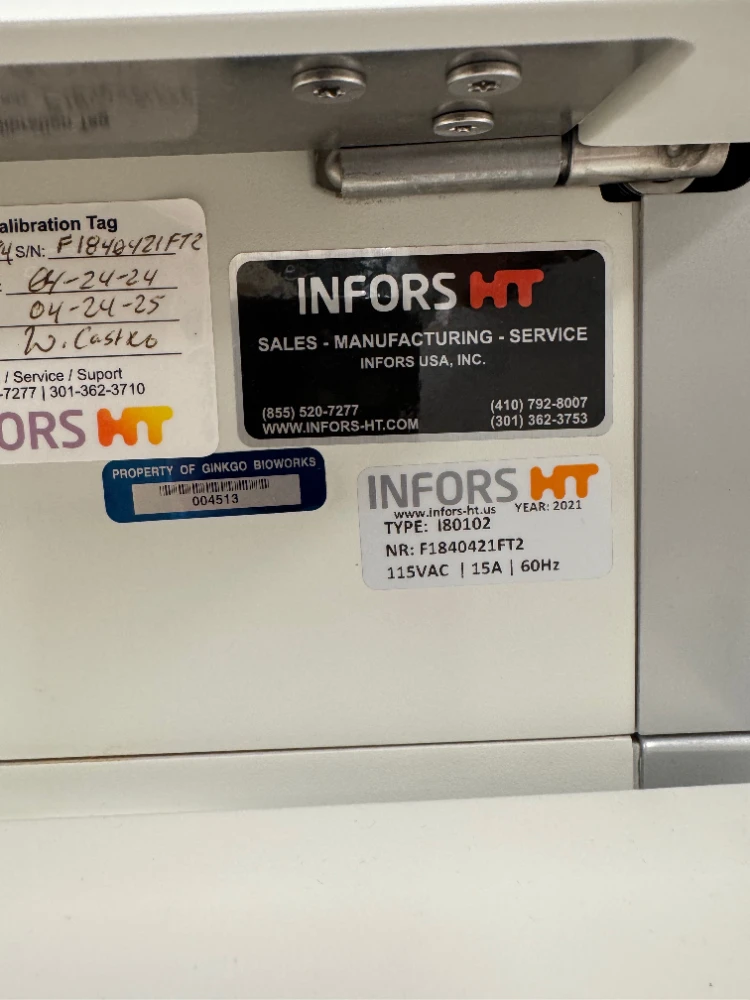 alibration Tag
S/N: F1840421FT2
04-24-24
04-24-25
W. Castro
/ Service / Suport
-7277 | 301-362-3710
ORS HT
INFORS HT
SALES - MANUFACTURING - SERVICE
INFORS USA, INC.
(855) 520-7277
WWW.INFORS-HT.COM
(410) 792-8007
(301) 362-3753
PROPERTY OF GINKGO BIOWORKS
004513
INFORS HT
www.infors-ht.us YEAR: 2021
TYPE: I80102
NR: F1840421FT2
115VAC | 15A | 60Hz